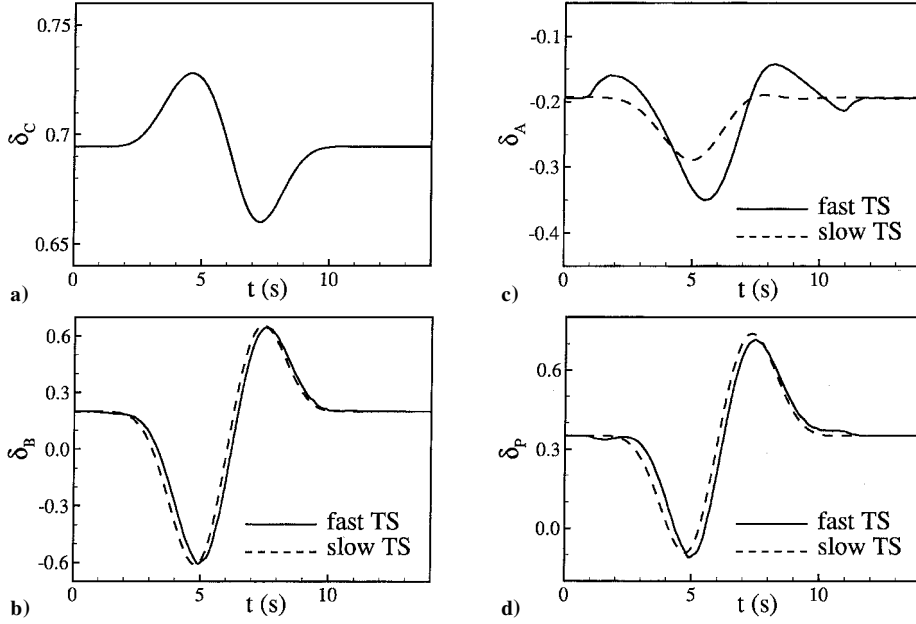 0.75
δC
0.7
0.65
0
5
10
t (s)
a)
-0.1
-0.2
δA
-0.3
-0.4
fast TS
slow TS
0
5
10
t (s)
c)
0.6
0.3
δB
0.0
-0.3
-0.6
fast TS
slow TS
0
5
10
t (s)
b)
0.6
δP
0.3
0.0
fast TS
slow TS
0
5
10
t (s)
d)